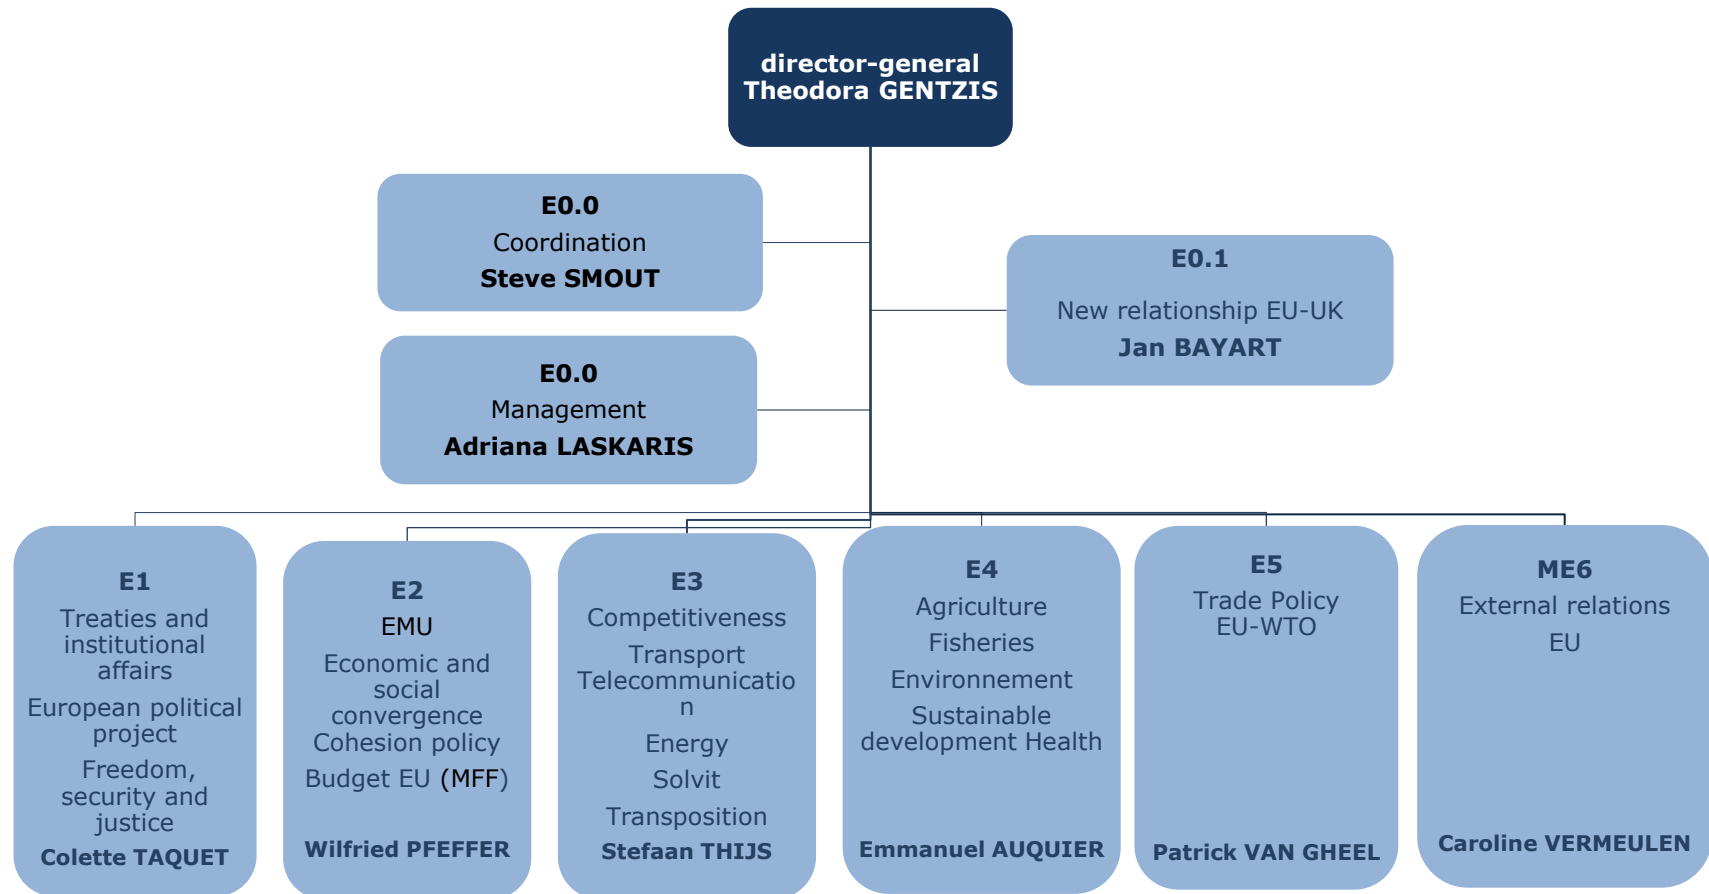 director-general
Theodora GENTZIS
E0.0
Coordination
Steve SMOUT
E0.1
New relationship EU-UK
Jan BAYART
E0.0
Management
Adriana LASKARIS
E1
Treaties and
institutional
affairs
European political
project
Freedom,
security and
justice
Colette TAQUET
E2
EMU
Economic and
social
convergence
Cohesion policy
Budget EU (MFF)
Wilfried PFEFFER
E3
Competitiveness
Transport
Telecommunicatio
n
Energy
Solvit
Transposition
Stefaan THIJS
E4
Agriculture
Fisheries
Environnement
Sustainable
development Health
Emmanuel AUQUIER
E5
Trade Policy
EU-WTO
Patrick VAN GHEEL
ME6
External relations
EU
Caroline VERMEULEN